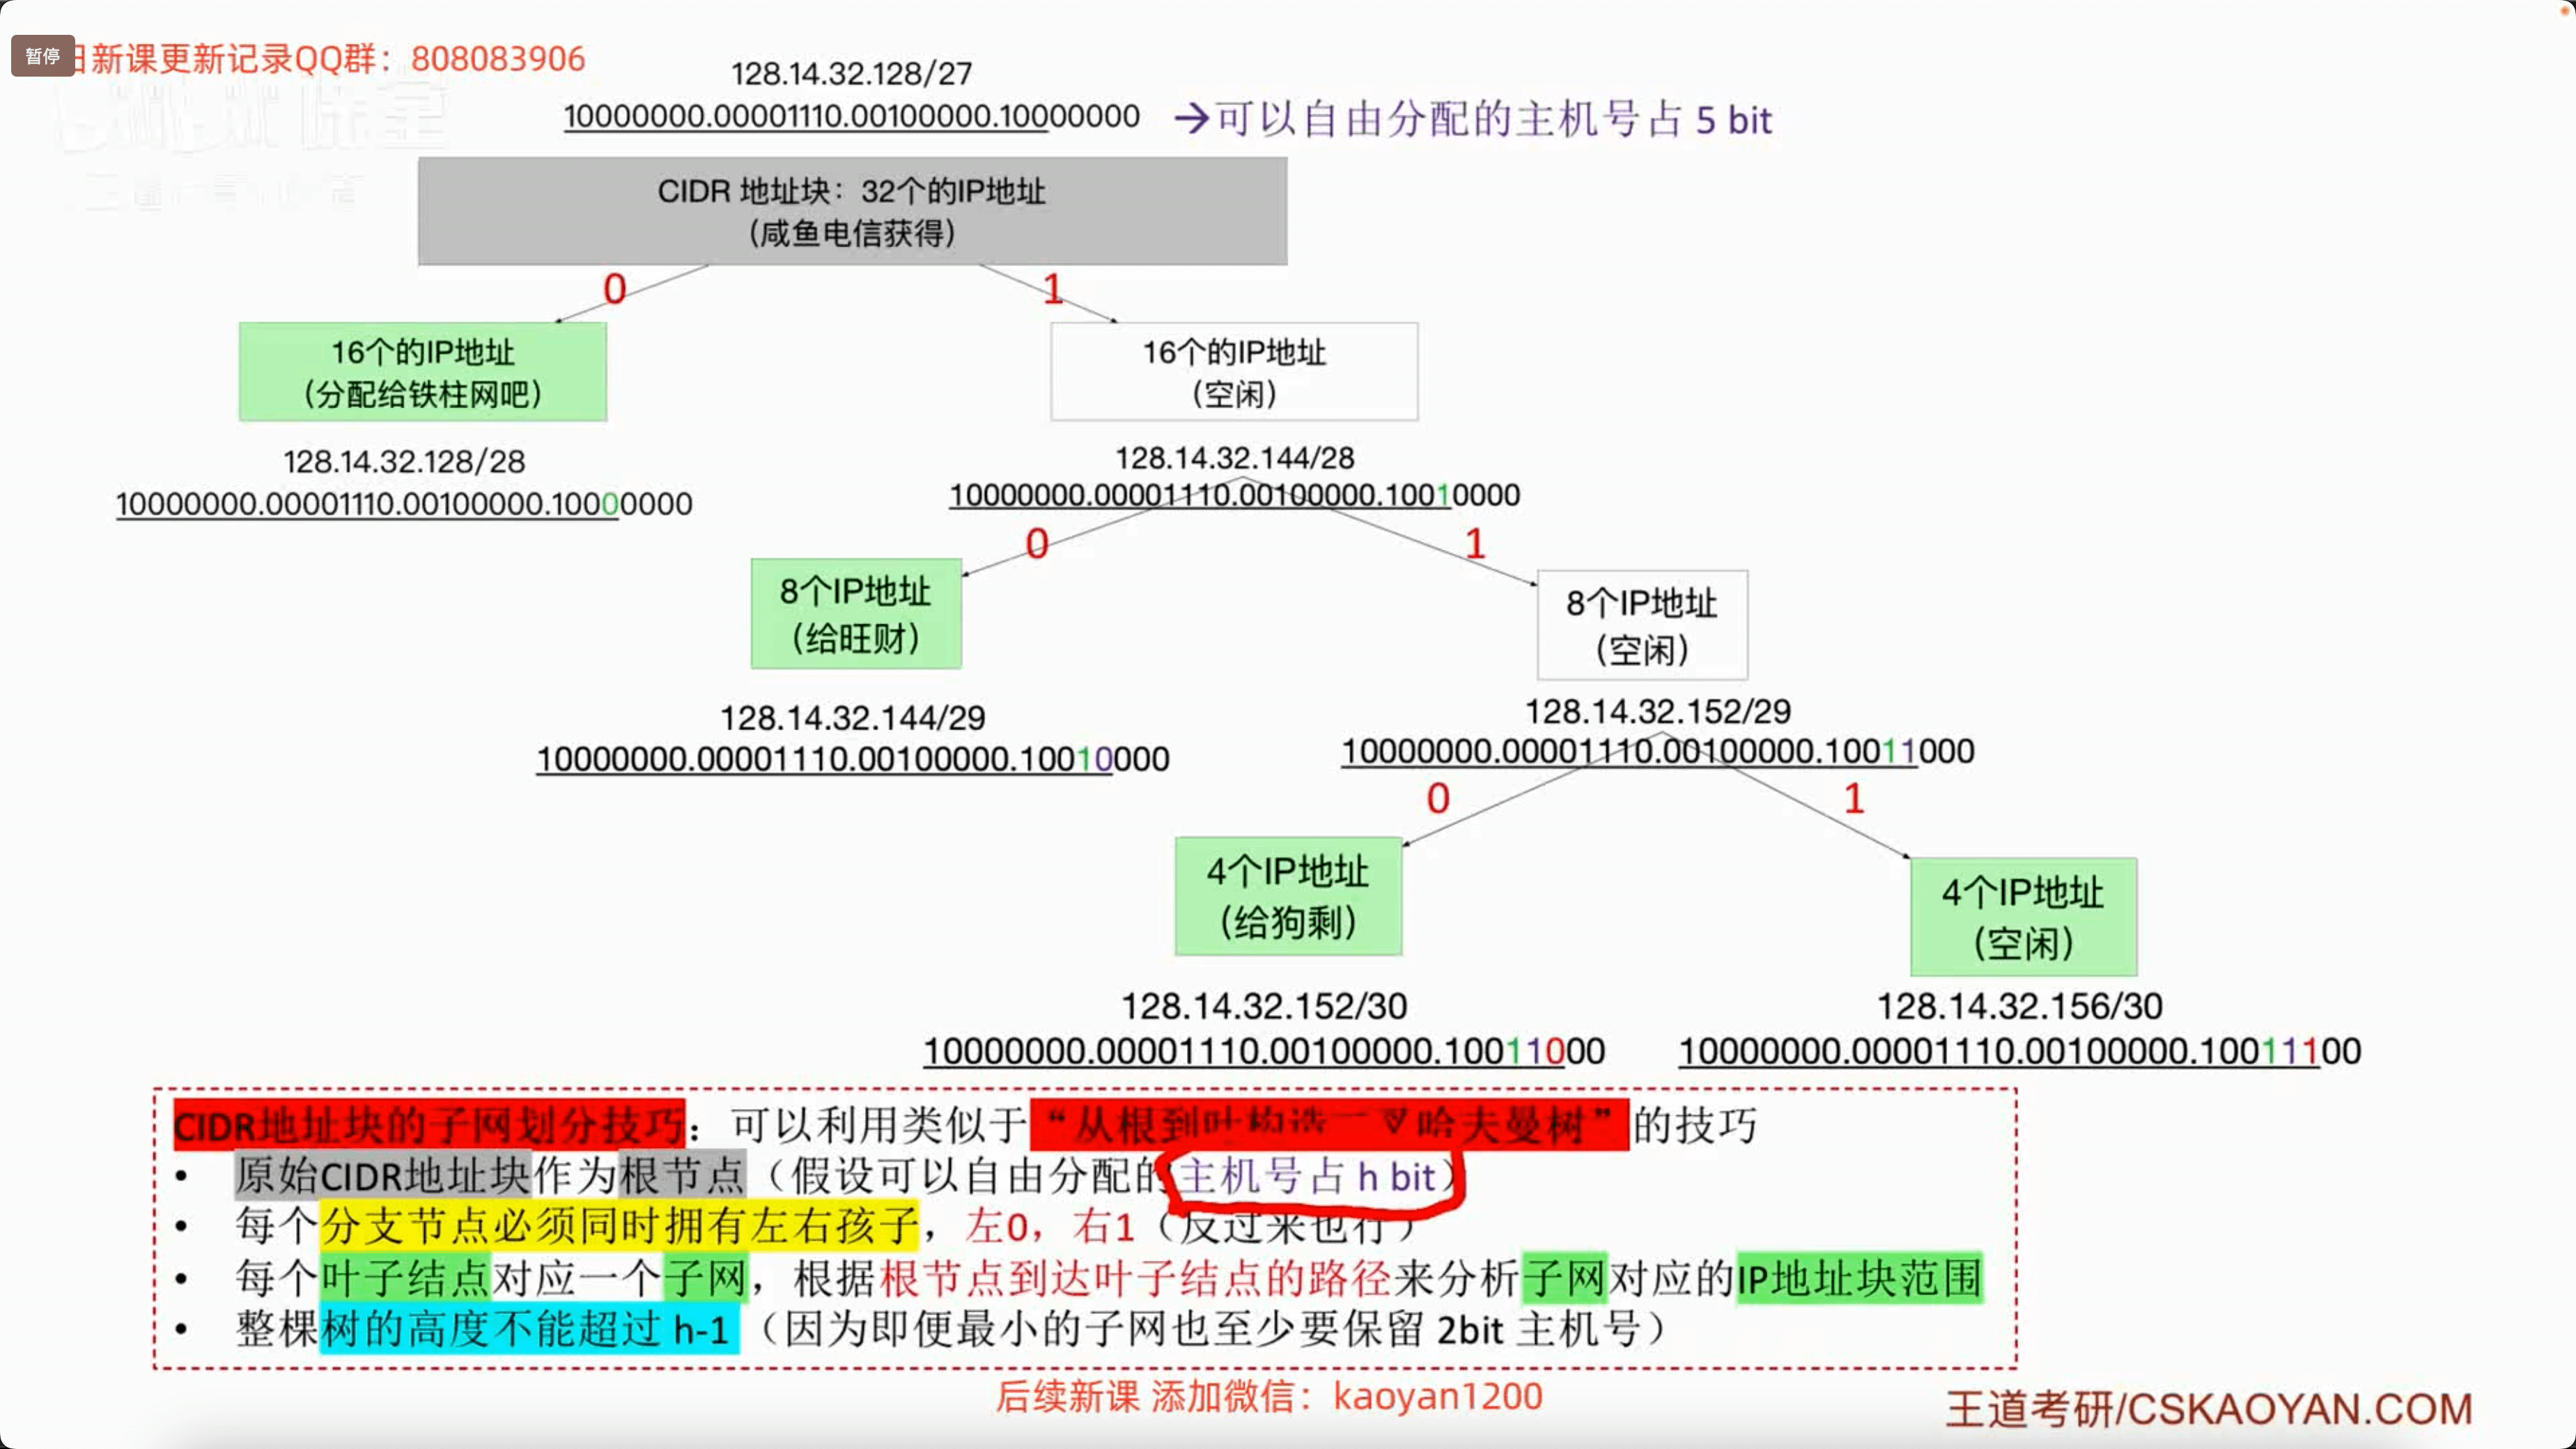 暂停
日新课更新记录QQ群：808083906
128.14.32.128/27
10000000.00001110.00100000.10000000
→可以自由分配的主机号占 5 bit
CIDR 地址块：32个的IP地址
（咸鱼电信获得）
0
1
16个的IP地址
（分配给铁柱网吧）
16个的IP地址
（空闲）
128.14.32.128/28
10000000.00001110.00100000.10000000
128.14.32.144/28
10000000.00001110.00100000.10010000
0
1
8个IP地址
（给旺财）
8个IP地址
（空闲）
128.14.32.144/29
10000000.00001110.00100000.10010000
128.14.32.152/29
10000000.00001110.00100000.10011000
0
1
4个IP地址
（给狗剩）
4个IP地址
（空闲）
128.14.32.152/30
10000000.00001110.00100000.10011000
128.14.32.156/30
10000000.00001110.00100000.10011100
CIDR地址块的子网划分技巧：可以利用类似于“从根到叶构造 哈夫曼树”的技巧
• 原始CIDR地址块作为根节点（假设可以自由分配的主机号占 h bit）
• 每个分支节点必须同时拥有左右孩子，左0，右1（反过来也行）
• 每个叶子结点对应一个子网，根据根节点到达叶子结点的路径来分析子网对应的IP地址块范围
• 整棵树的高度不能超过 h-1（因为即便最小的子网也至少要保留 2bit 主机号）
后续新课 添加微信：kaoyan1200
王道考研/CSKAOYAN.COM